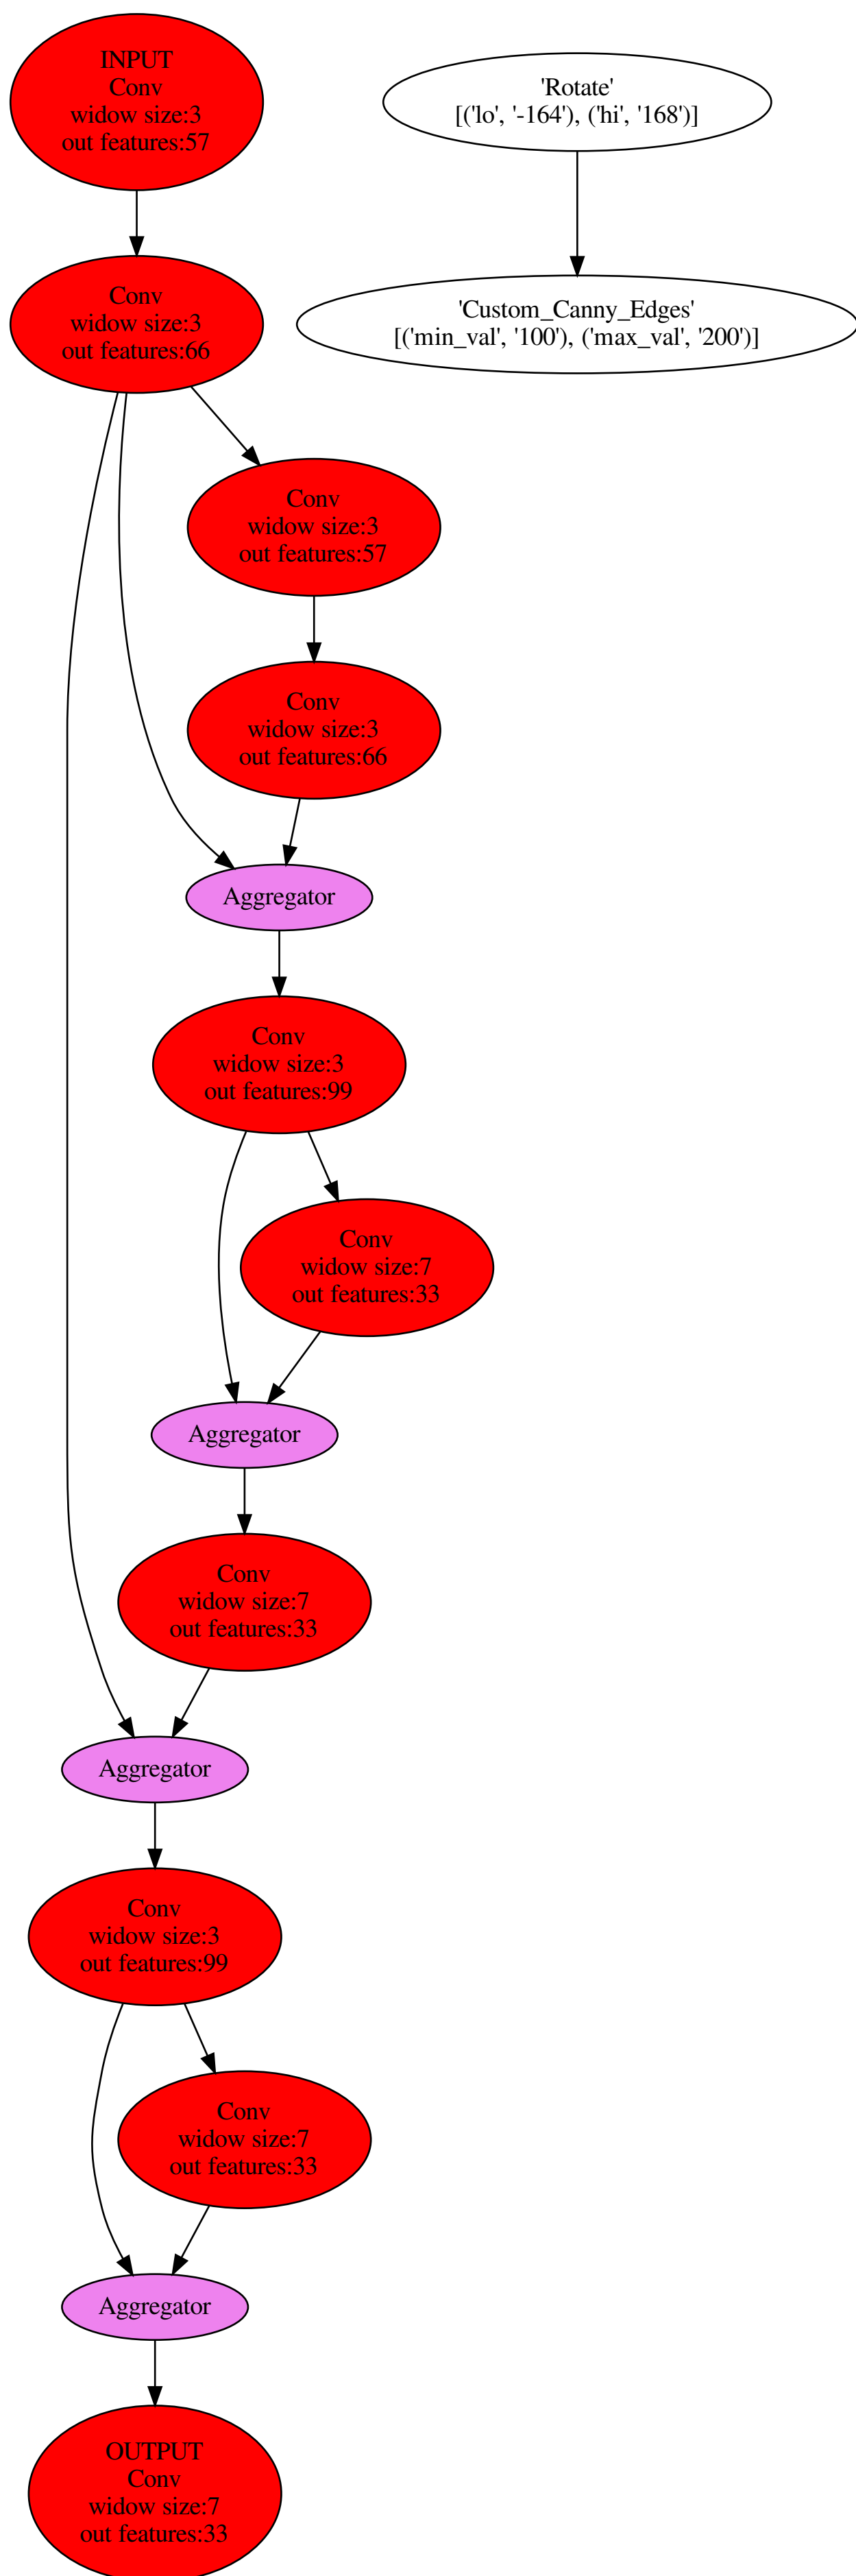 INPUT
Conv
widow size:3
out features:57
'Rotate'
[('lo', '-164'), ('hi', '168')]
Conv
widow size:3
out features:66
'Custom_Canny_Edges'
[('min_val', '100'), ('max_val', '200')]
Conv
widow size:3
out features:57
Conv
widow size:3
out features:66
Aggregator
Conv
widow size:3
out features:99
Conv
widow size:7
out features:33
Aggregator
Conv
widow size:7
out features:33
Aggregator
Conv
widow size:3
out features:99
Conv
widow size:7
out features:33
Aggregator
OUTPUT
Conv
widow size:7
out features:33